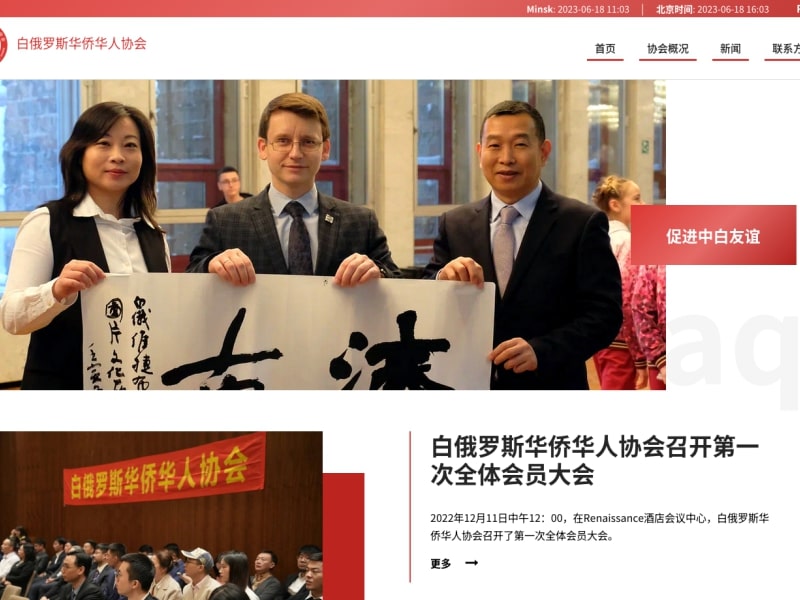 Minsk: 2023-06-18 11:03 | 北京时间: 2023-06-18 16:03
白俄罗斯华侨华人协会
首页 协会概况 新闻 联系方
促进中白友谊
aq
白俄罗斯华侨华人协会
白俄罗斯华侨华人协会召开第一
次全体会员大会
2022年12月11日中午12：00，在Renaissance酒店会议中心，白俄罗斯华
侨华人协会召开了第一次全体会员大会。
更多